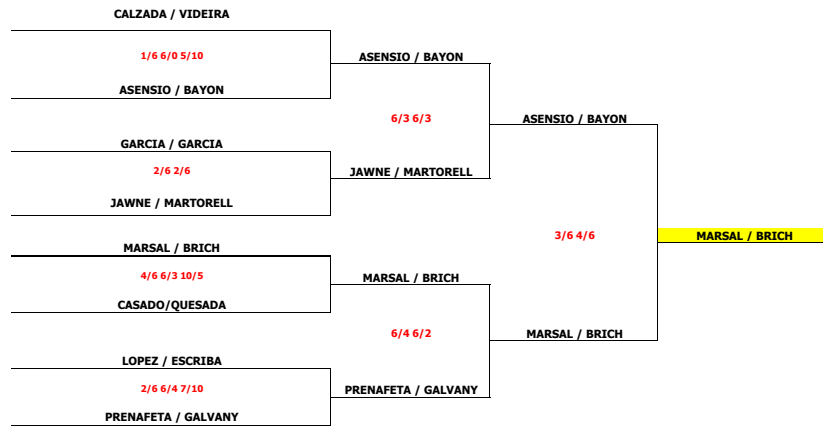 CALZADA / VIDEIRA
1/6 6/0 5/10
ASENSIO / BAYON
ASENSIO / BAYON
6/3 6/3
ASENSIO / BAYON
GARCIA / GARCIA
2/6 2/6
JAWNE / MARTORELL
JAWNE / MARTORELL
3/6 4/6
MARSAL / BRICH
MARSAL / BRICH
4/6 6/3 10/5
MARSAL / BRICH
CASADO/QUESADA
6/4 6/2
MARSAL / BRICH
LOPEZ / ESCRIBA
2/6 6/4 7/10
PRENAFETA / GALVANY
PRENAFETA / GALVANY